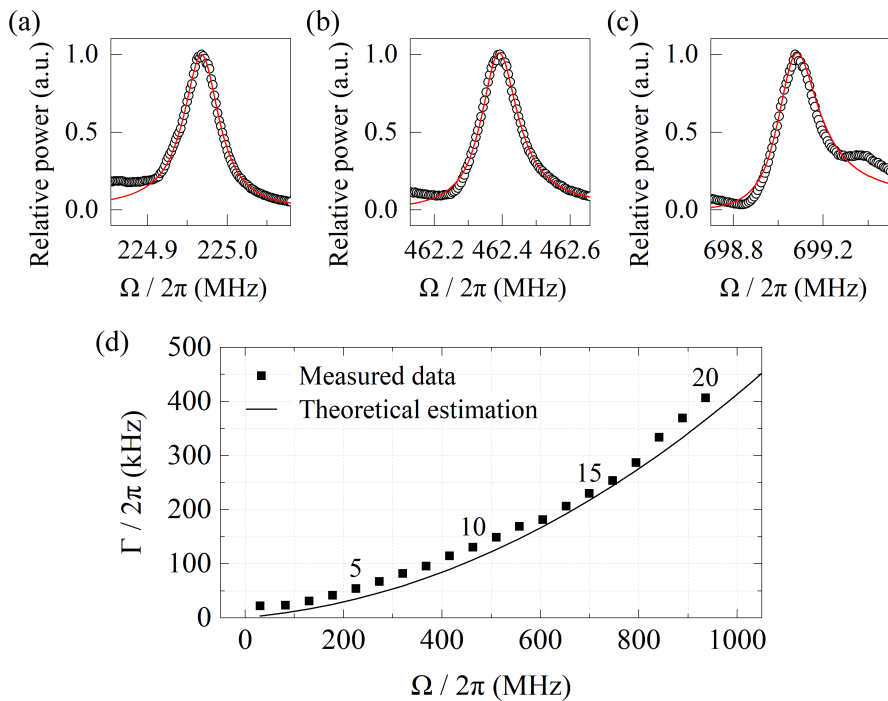 (a)
Relative power (a.u.)
1.0
0.5
0.0
224.9
225.0
Ω / 2π (MHz)
(b)
Relative power (a.u.)
1.0
0.5
0.0
462.2
462.4
462.6
Ω / 2π (MHz)
(c)
Relative power (a.u.)
1.0
0.5
0.0
698.8
699.2
Ω / 2π (MHz)
(d)
Γ / 2π (kHz)
500
400
300
200
100
0
Measured data
Theoretical estimation
5
10
15
20
0
200
400
600
800
1000
Ω / 2π (MHz)